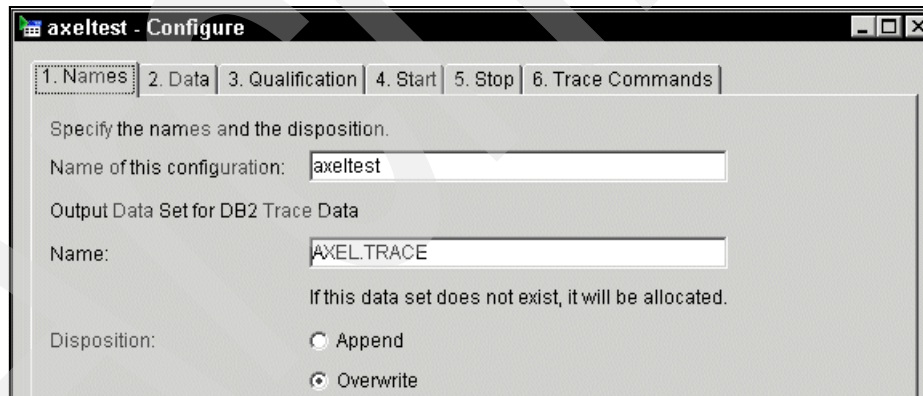 axeltest - Configure
1. Names 2. Data 3. Qualification 4. Start 5. Stop 6. Trace Commands
Specify the names and the disposition.
Name of this configuration: axeltest
Output Data Set for DB2 Trace Data
Name: AXEL.TRACE
If this data set does not exist, it will be allocated.
Disposition: Append
Overwrite